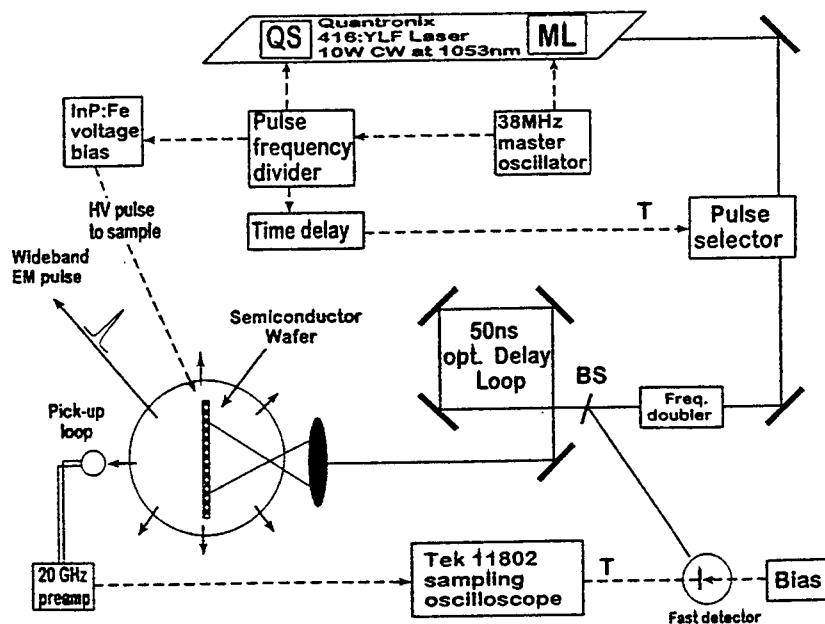 QS
Quantronix
416:YLF Laser
10W CW at 1053nm
ML
InP:Fe
voltage
bias
Pulse
frequency
divider
38MHz
master
oscillator
HV pulse
to sample
Time delay
T
Pulse
selector
Wideband
EM pulse
Semiconductor
Wafer
50ns
opt. Delay
Loop
BS
Freq.
doubler
Pick-up
loop
20 GHz
preamp
Tek 11802
sampling
oscilloscope
T
Bias
Fast detector